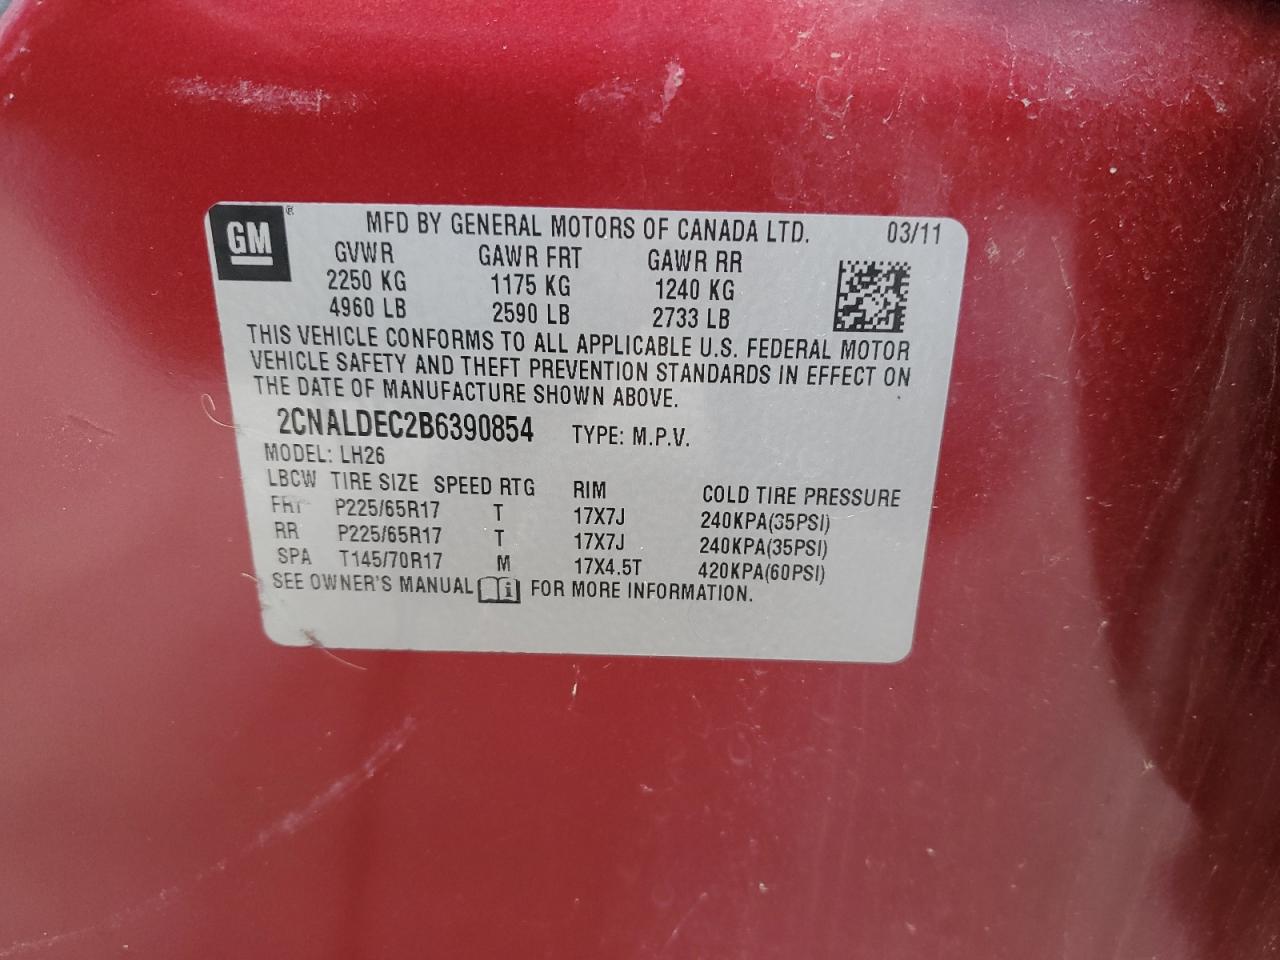 GM ® MFD BY GENERAL MOTORS OF CANADA LTD. 03/11
GVWR GAWR FRT GAWR RR
2250 KG 1175 KG 1240 KG
4960 LB 2590 LB 2733 LB
THIS VEHICLE CONFORMS TO ALL APPLICABLE U.S. FEDERAL MOTOR
VEHICLE SAFETY AND THEFT PREVENTION STANDARDS IN EFFECT ON
THE DATE OF MANUFACTURE SHOWN ABOVE.
2CNALDEC2B6390854 TYPE: M.P.V.
MODEL: LH26
LBCW TIRE SIZE SPEED RTG RIM COLD TIRE PRESSURE
FRT P225/65R17 T 17X7J 240KPA(35PSI)
RR P225/65R17 T 17X7J 240KPA(35PSI)
SPA T145/70R17 M 17X4.5T 420KPA(60PSI)
SEE OWNER'S MANUAL FOR MORE INFORMATION.